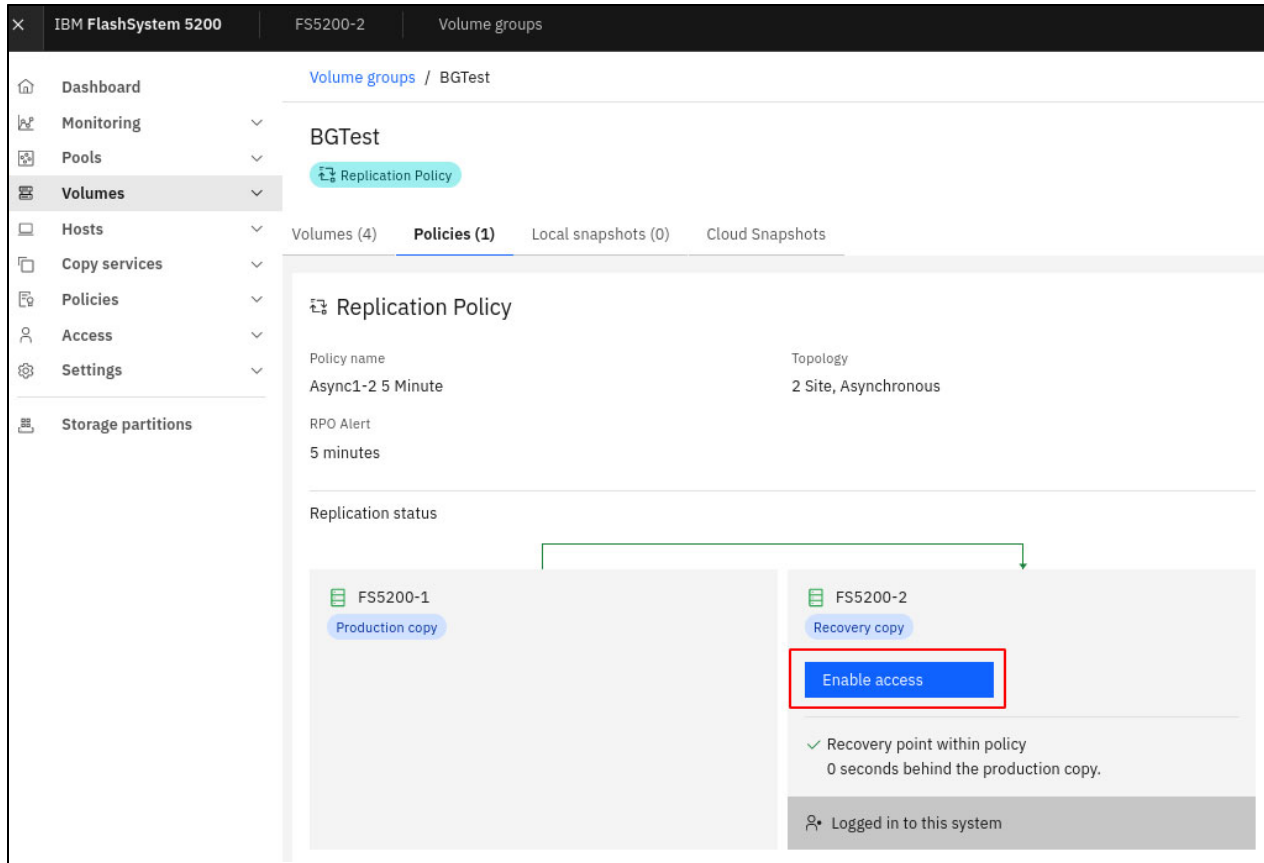 IBM FlashSystem 5200
FS5200-2
Volume groups
Dashboard
Monitoring
Pools
Volumes
Hosts
Copy services
Policies
Access
Settings
Storage partitions
Volume groups / BGTest
BGTest
Replication Policy
Volumes (4)
Policies (1)
Local snapshots (0)
Cloud Snapshots
Replication Policy
Policy name
Async1-2 5 Minute
Topology
2 Site, Asynchronous
RPO Alert
5 minutes
Replication status
FS5200-1
Production copy
FS5200-2
Recovery copy
Enable access
Recovery point within policy
0 seconds behind the production copy.
Logged in to this system